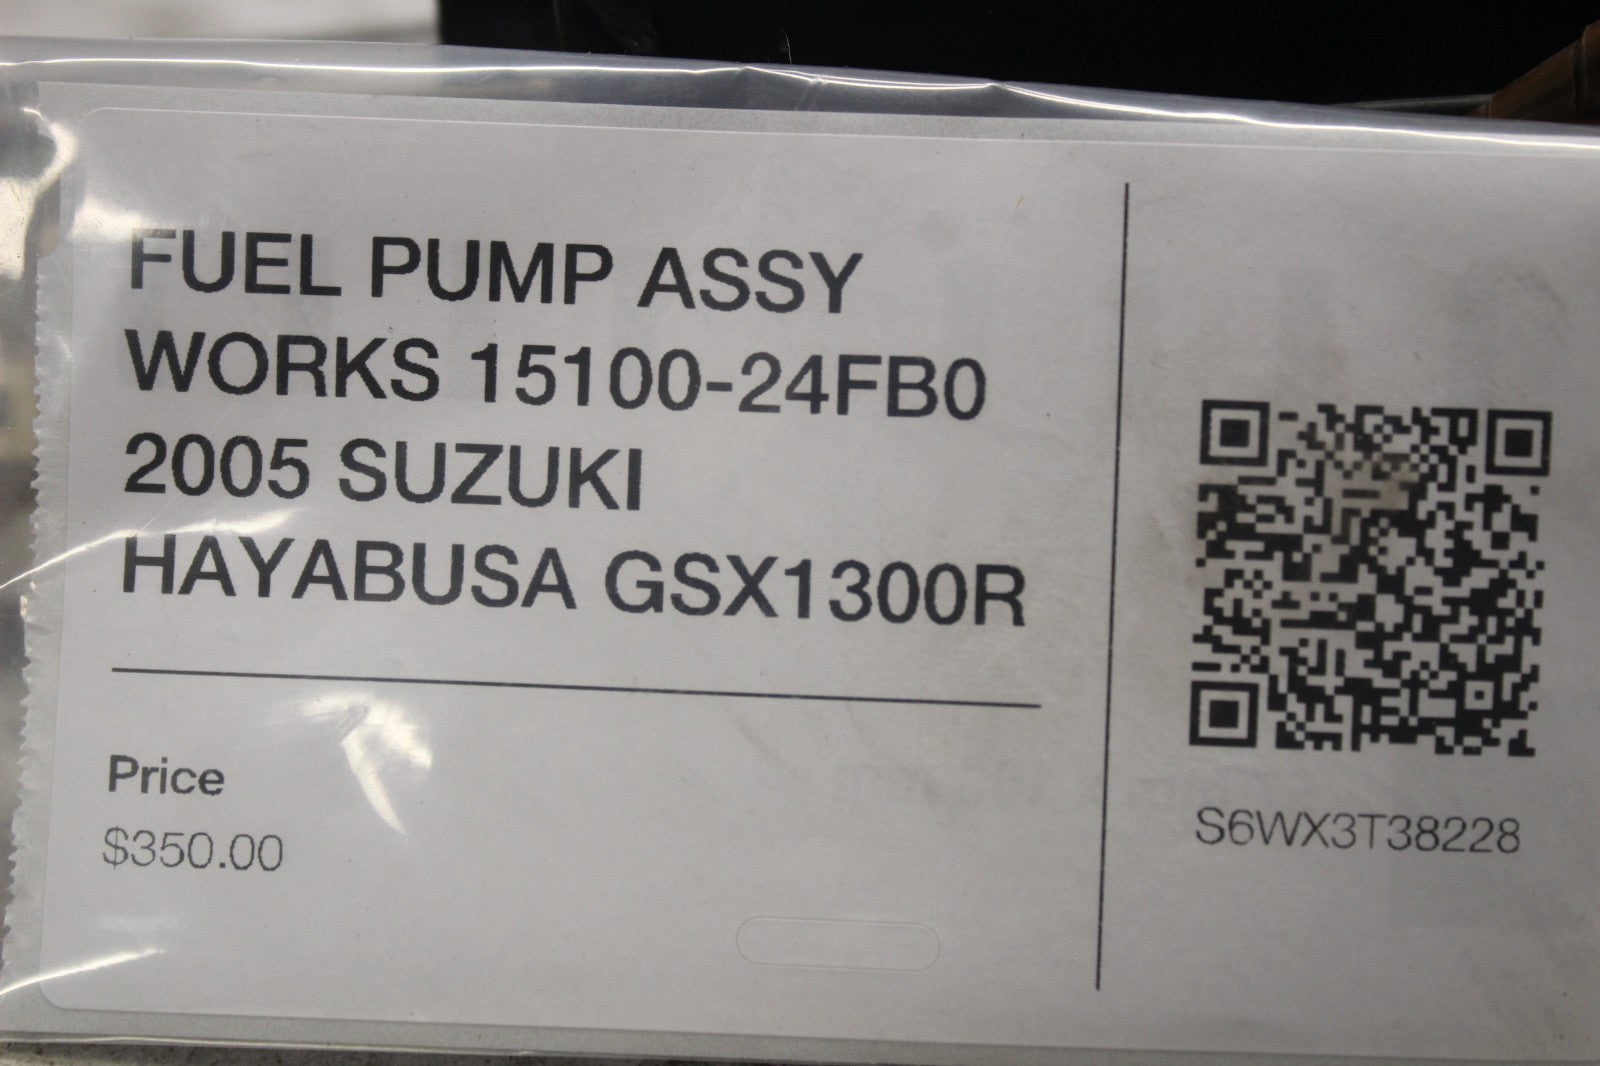 FUEL PUMP ASSY
WORKS 15100-24FB0
2005 SUZUKI
HAYABUSA GSX1300R
Price
$350.00
S6WX3T38228